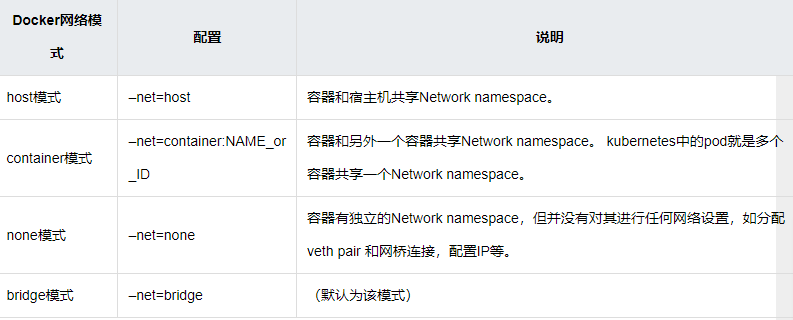 Docker网络模
式
配置
说明
host模式
–net=host
容器和宿主机共享Network namespace。
container模式
–net=container:NAME_or
_ID
容器和另外一个容器共享Network namespace。 kubernetes中的pod就是多个
容器共享一个Network namespace。
none模式
–net=none
容器有独立的Network namespace，但并没有对其进行任何网络设置，如分配
veth pair 和网桥连接，配置IP等。
bridge模式
–net=bridge
（默认为该模式）